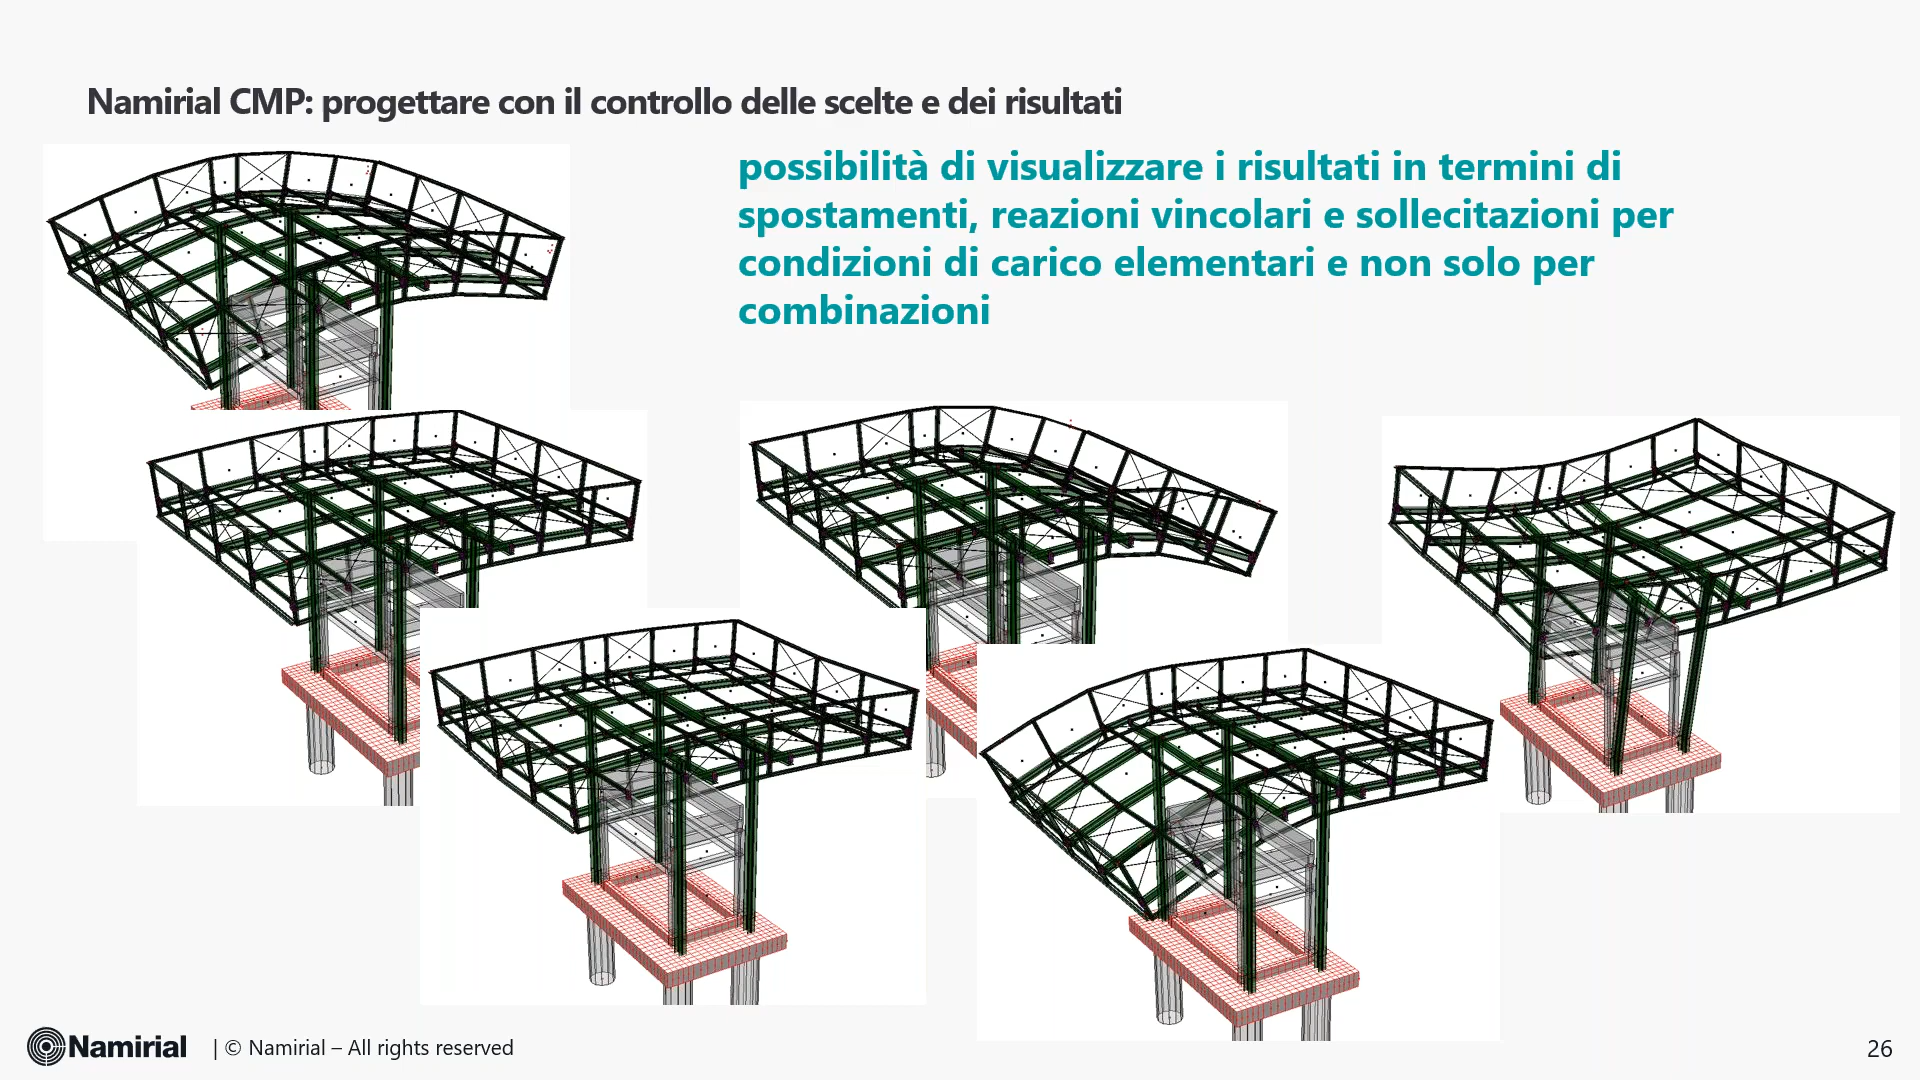 Namirial CMP: progettare con il controllo delle scelte e dei risultati
possibilità di visualizzare i risultati in termini di
spostamenti, reazioni vincolari e sollecitazioni per
condizioni di carico elementari e non solo per
combinazioni
Namirial | © Namirial – All rights reserved
26